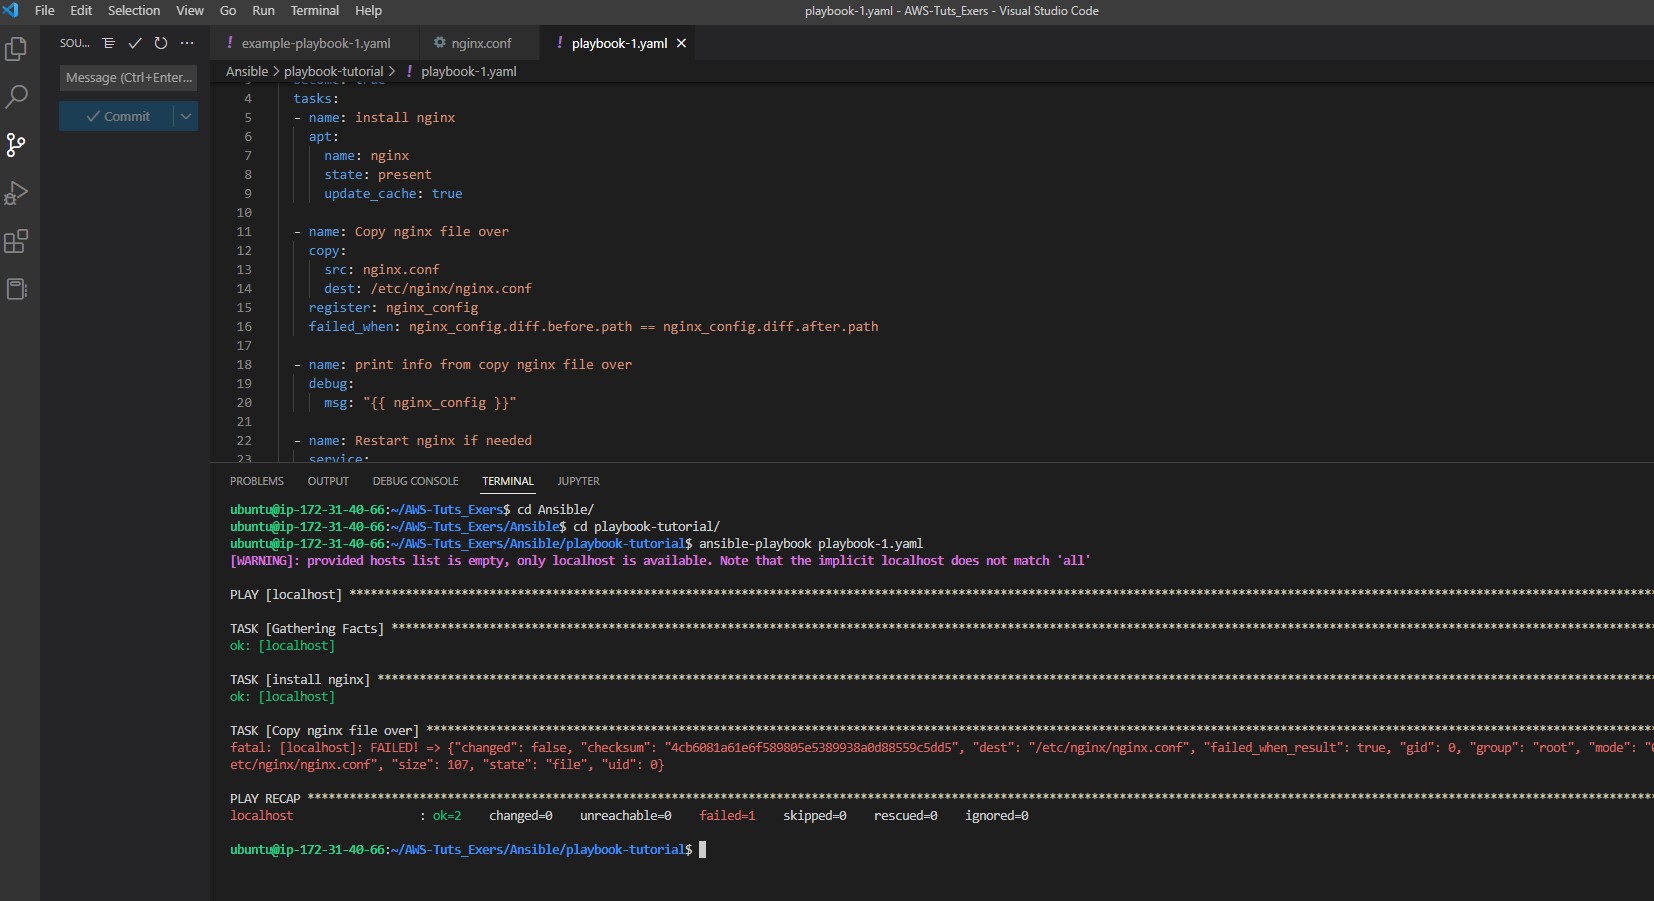 File Edit Selection View Go Run Terminal Help
playbook-1.yaml - AWS-Tuts_Exers - Visual Studio Code
SOU...
Message (Ctrl+Enter...
Commit
! example-playbook-1.yaml nginx.conf ! playbook-1.yaml
Ansible > playbook-tutorial > ! playbook-1.yaml
4 tasks:
5 - name: install nginx
6 apt:
7 name: nginx
8 state: present
9 update_cache: true
10
11 - name: Copy nginx file over
12 copy:
13 src: nginx.conf
14 dest: /etc/nginx/nginx.conf
15 register: nginx_config
16 failed_when: nginx_config.diff.before.path == nginx_config.diff.after.path
17
18 - name: print info from copy nginx file over
19 debug:
20 msg: "{{ nginx_config }}"
21
22 - name: Restart nginx if needed
23 service:
PROBLEMS OUTPUT DEBUG CONSOLE TERMINAL JUPYTER
ubuntu@ip-172-31-40-66:~/AWS-Tuts_Exers$ cd Ansible/
ubuntu@ip-172-31-40-66:~/AWS-Tuts_Exers/Ansible$ cd playbook-tutorial/
ubuntu@ip-172-31-40-66:~/AWS-Tuts_Exers/Ansible/playbook-tutorial$ ansible-playbook playbook-1.yaml
[WARNING]: provided hosts list is empty, only localhost is available. Note that the implicit localhost does not match 'all'
PLAY [localhost] ****
TASK [Gathering Facts] ****
ok: [localhost]
TASK [install nginx] ****
ok: [localhost]
TASK [Copy nginx file over] ****
fatal: [localhost]: FAILED! => {"changed": false, "checksum": "4cb6081a61e6f589805e5389938a0d88559c5dd5", "dest": "/etc/nginx/nginx.conf", "failed_when_result": true, "gid": 0, "group": "root", "mode": "
etc/nginx/nginx.conf", "size": 107, "state": "file", "uid": 0}
PLAY RECAP ****
localhost : ok=2 changed=0 unreachable=0 failed=1 skipped=0 rescued=0 ignored=0
ubuntu@ip-172-31-40-66:~/AWS-Tuts_Exers/Ansible/playbook-tutorial$